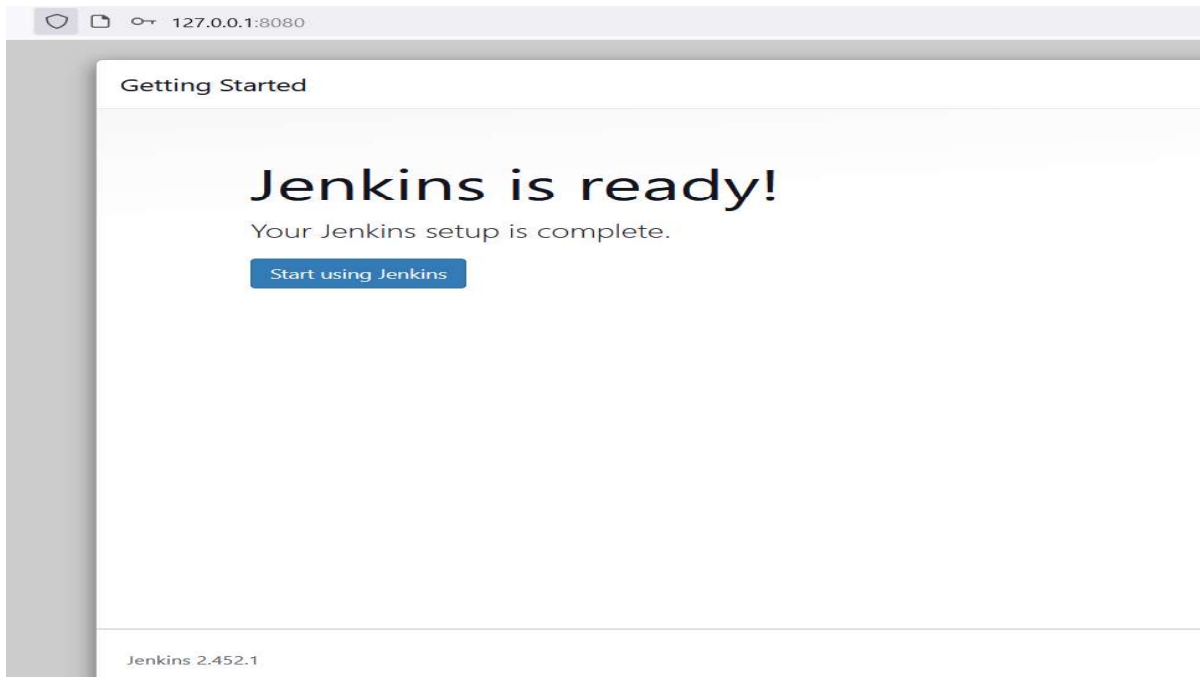 127.0.0.1:8080
Getting Started
Jenkins is ready!
Your Jenkins setup is complete.
Start using Jenkins
Jenkins 2.452.1